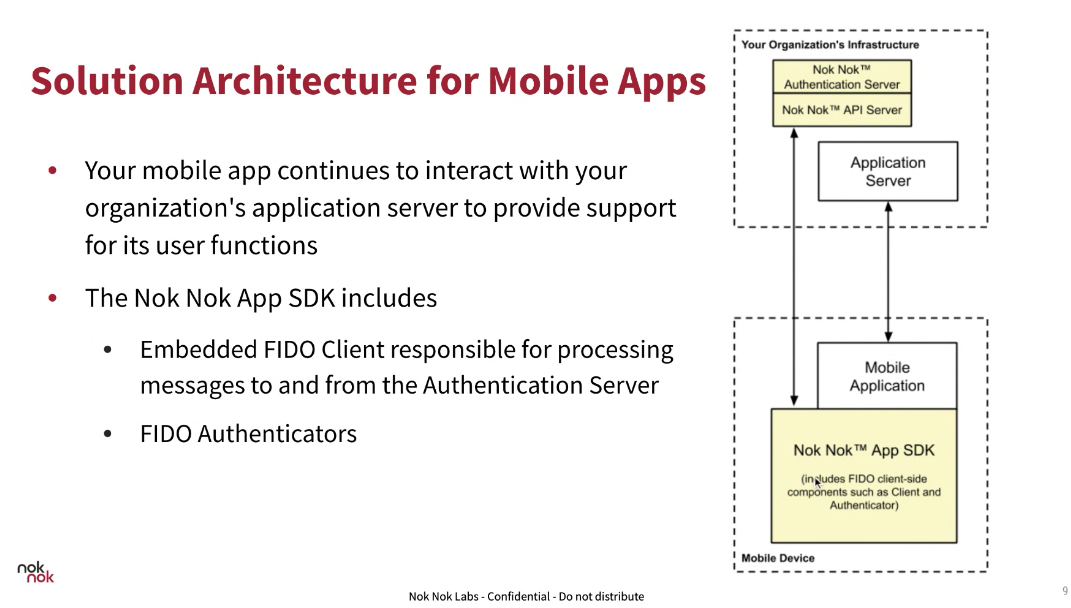 Solution Architecture for Mobile Apps
• Your mobile app continues to interact with your
organization's application server to provide support
for its user functions
• The Nok Nok App SDK includes
• Embedded FIDO Client responsible for processing
messages to and from the Authentication Server
• FIDO Authenticators
Your Organization's Infrastructure
Nok Nok™
Authentication Server
Nok Nok™ API Server
Application
Server
Mobile
Application
Nok Nok™ App SDK
(includes FIDO client-side
components such as Client and
Authenticator)
Mobile Device
nok
nok
Nok Nok Labs - Confidential - Do not distribute
9